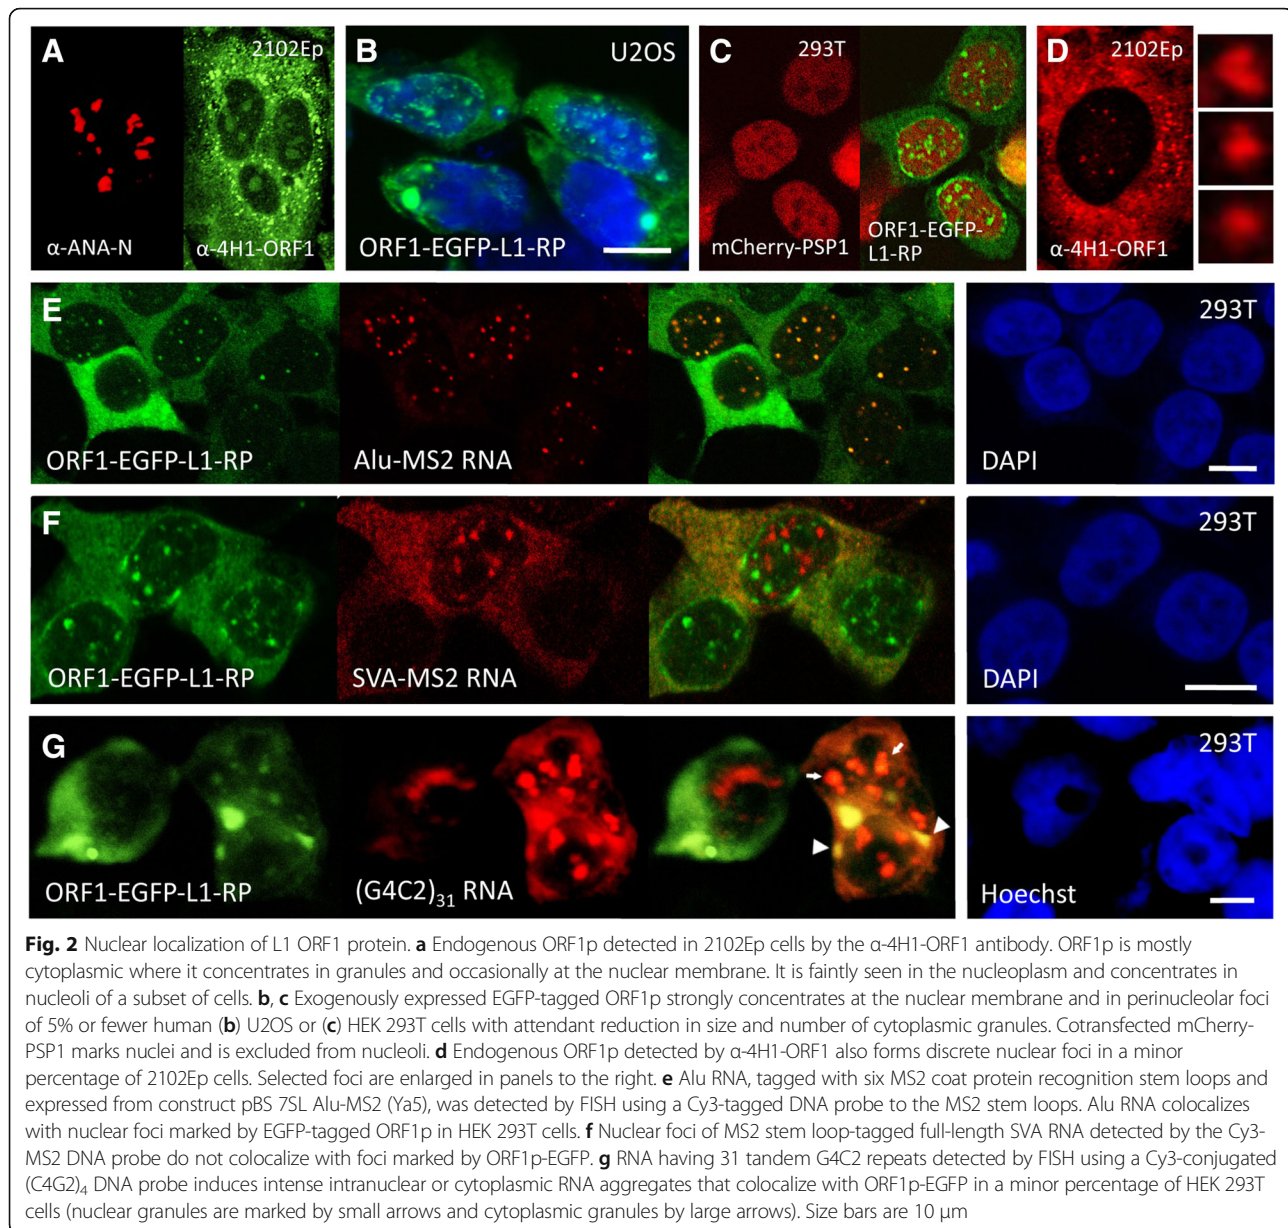 A
2102Ep
α-ANA-N
α-4H1-ORF1
B
U2OS
ORF1-EGFP-L1-RP
C
293T
mCherry-PSP1
ORF1-EGFP-
L1-RP
D
2102Ep
α-4H1-ORF1
E
ORF1-EGFP-L1-RP
Alu-MS2 RNA
293T
DAPI
F
ORF1-EGFP-L1-RP
SVA-MS2 RNA
293T
DAPI
G
ORF1-EGFP-L1-RP
(G4C2)₃₁ RNA
293T
Hoechst
Fig. 2 Nuclear localization of L1 ORF1 protein. a Endogenous ORF1p detected in 2102Ep cells by the α-4H1-ORF1 antibody. ORF1p is mostly
cytoplasmic where it concentrates in granules and occasionally at the nuclear membrane. It is faintly seen in the nucleoplasm and concentrates in
nucleoli of a subset of cells. b, c Exogenously expressed EGFP-tagged ORF1p strongly concentrates at the nuclear membrane and in perinucleolar foci
of 5% or fewer human (b) U2OS or (c) HEK 293T cells with attendant reduction in size and number of cytoplasmic granules. Cotransfected mCherry-
PSP1 marks nuclei and is excluded from nucleoli. d Endogenous ORF1p detected by α-4H1-ORF1 also forms discrete nuclear foci in a minor
percentage of 2102Ep cells. Selected foci are enlarged in panels to the right. e Alu RNA, tagged with six MS2 coat protein recognition stem loops and
expressed from construct pBS 7SL Alu-MS2 (Ya5), was detected by FISH using a Cy3-tagged DNA probe to the MS2 stem loops. Alu RNA colocalizes
with nuclear foci marked by EGFP-tagged ORF1p in HEK 293T cells. f Nuclear foci of MS2 stem loop-tagged full-length SVA RNA detected by the Cy3-
MS2 DNA probe do not colocalize with foci marked by ORF1p-EGFP. g RNA having 31 tandem G4C2 repeats detected by FISH using a Cy3-conjugated
(C4G2)₄ DNA probe induces intense intranuclear or cytoplasmic RNA aggregates that colocalize with ORF1p-EGFP in a minor percentage of HEK 293T
cells (nuclear granules are marked by small arrows and cytoplasmic granules by large arrows). Size bars are 10 μm